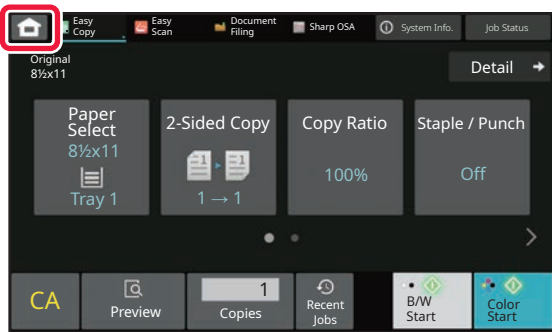 Easy
Copy
Easy
Scan
Document
Filing
Sharp OSA
System Info.
Job Status
Original
8½x11
Detail
Paper
Select
8½x11
Tray 1
2-Sided Copy
1 → 1
Copy Ratio
100%
Staple / Punch
Off
CA
Preview
1
Copies
Recent
Jobs
B/W
Start
Color
Start